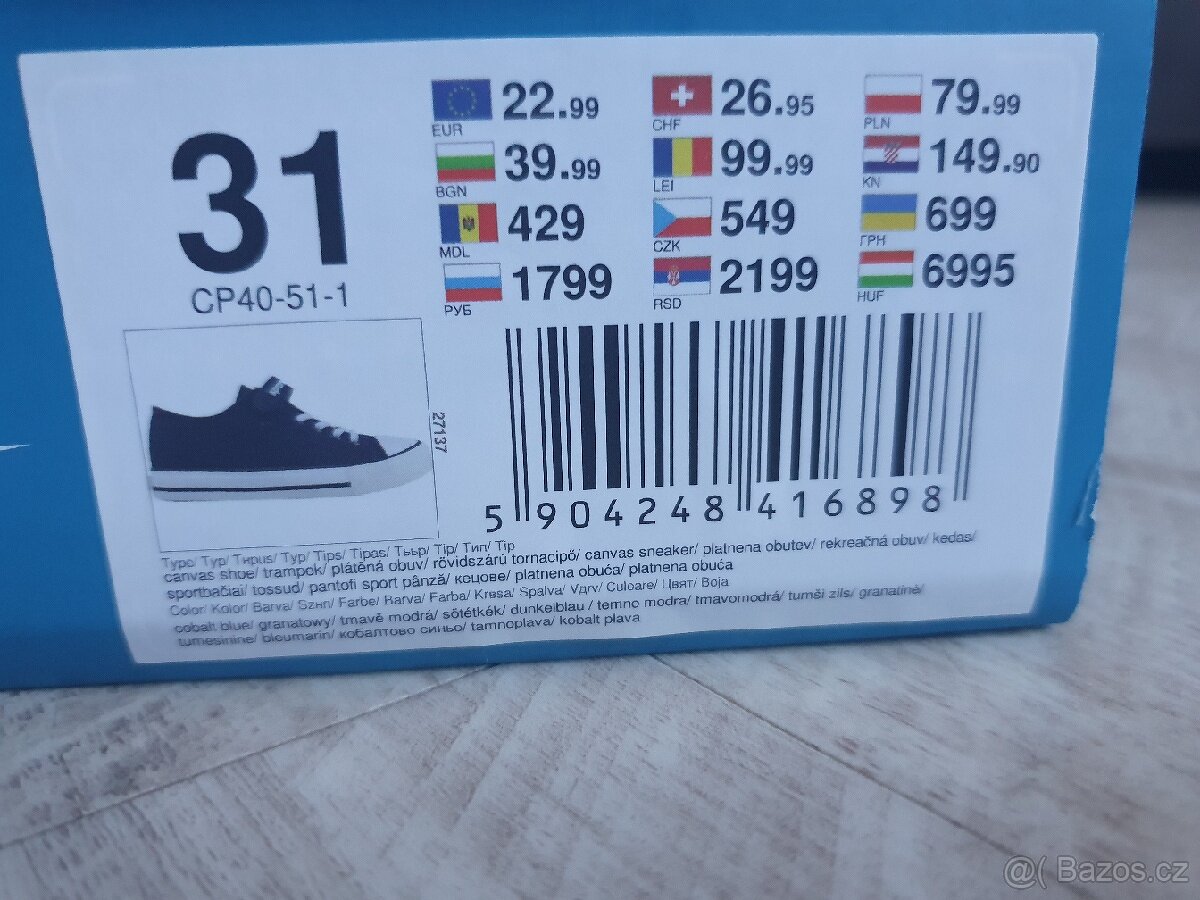 31
CP40-51-1
EUR 22.99
CHF 26.95
PLN 79.99
BGN 39.99
LEI 99.99
KN 149.90
MDL 429
CZK 549
ГРН 699
РУБ 1799
RSD 2199
HUF 6995
27137
5 904248 416898
Typo/ Typ/ Типus/ Typ/ Tips/ Tipas/ Tip/ Тип/ Tip
canvas shoe/ trampok/ plátěná obuv/ rövidszárú tornacipő/ canvas sneaker/ platnena obutev/ rekreačná obuv/ kedas/
sportbačiai/ tossud/ pantofi sport pânză/ кецове/ platnena obuća/ platnena obuća
Color/ Kolor/ Barva/ Szín/ Farbe/ Barva/ Farba/ Krasa/ Spalva/ Värv/ Culoare/ Цвят/ Boja
cobalt blue/ granatowy/ tmavě modrá/ sötétkék/ dunkelblau/ temno modra/ tmavomodrá/ tumši zils/ granatinė/
tumesinine/ bleumarin/ кобалтово синьо/ tamnoplava/ kobalt plava
@( Bazos.cz